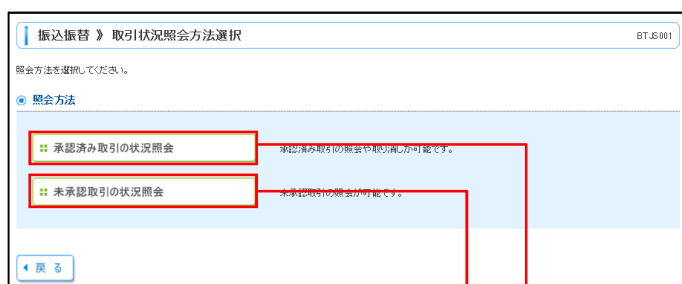 振込振替 》 取引状況照会方法選択
BTJS001
照会方法を選択してください。
照会方法
承認済み取引の状況照会
承認済み取引の照会や取り消しが可能です。
未承認取引の状況照会
未承認取引の照会が可能です。
戻る